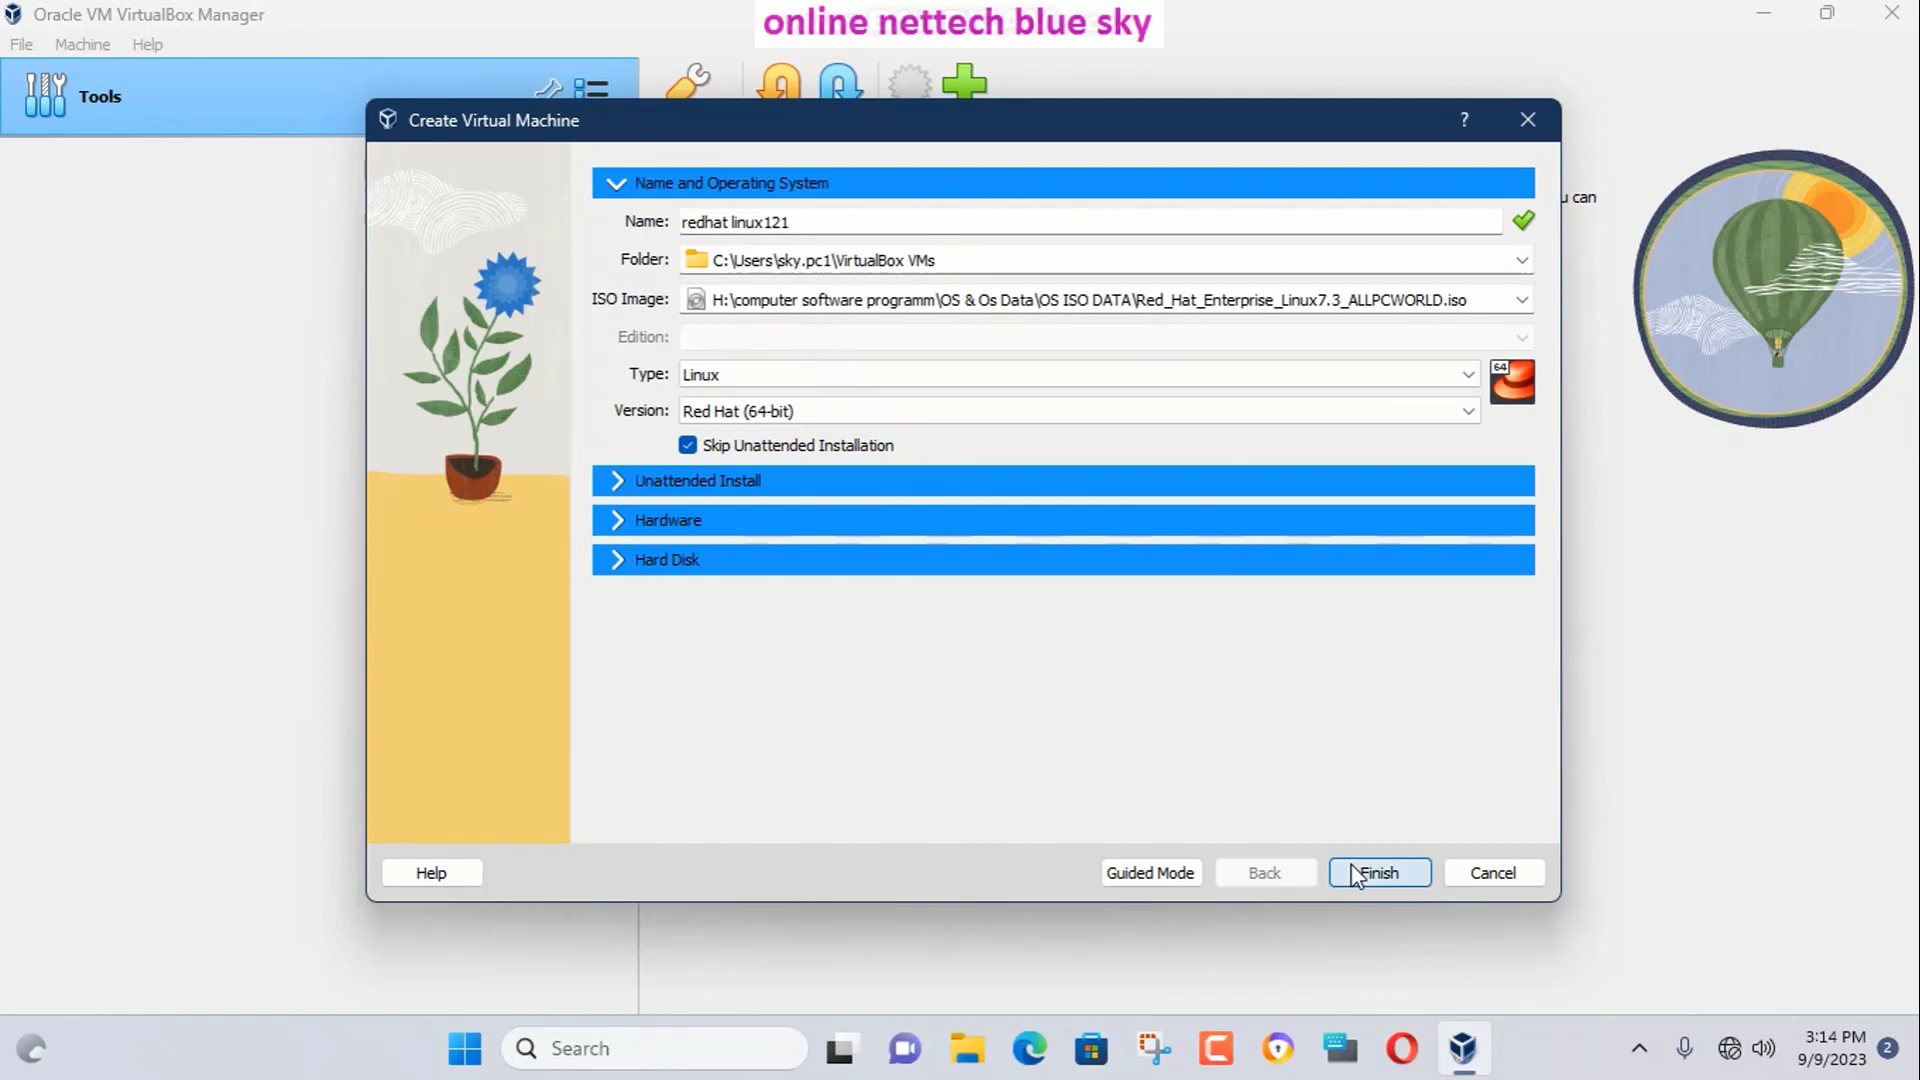 Oracle VM VirtualBox Manager
online nettech blue sky
File Machine Help
Tools
Create Virtual Machine
?
Name and Operating System
Name: redhat linux121
u can
Folder: C:\Users\sky.pc1\VirtualBox VMs
ISO Image: H:\computer software programm\OS & Os Data\OS ISO DATA\Red_Hat_Enterprise_Linux7.3_ALLPCWORLD.iso
Edition:
Type: Linux
64
Version: Red Hat (64-bit)
Skip Unattended Installation
Unattended Install
Hardware
Hard Disk
Help Guided Mode Back Finish Cancel
Search
3:14 PM
9/9/2023
2